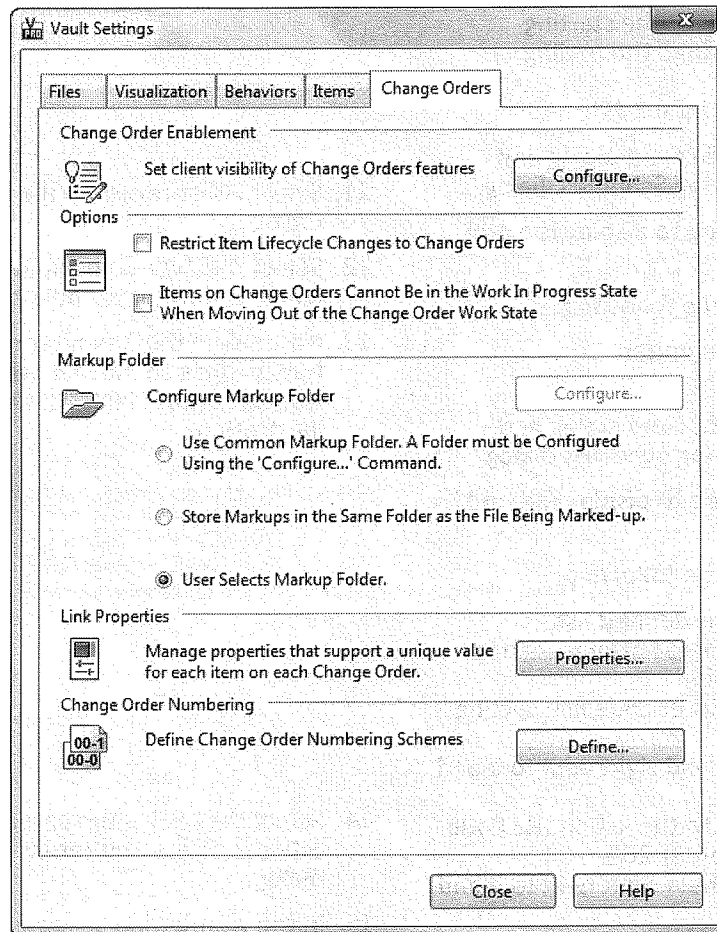 V PRO Vault Settings X
Files Visualization Behaviors Items Change Orders
Change Order Enablement
Set client visibility of Change Orders features Configure...
Options
Restrict Item Lifecycle Changes to Change Orders
Items on Change Orders Cannot Be in the Work In Progress State
When Moving Out of the Change Order Work State
Markup Folder
Configure Markup Folder Configure...
Use Common Markup Folder. A Folder must be Configured
Using the 'Configure...' Command.
Store Markups in the Same Folder as the File Being Marked-up.
User Selects Markup Folder.
Link Properties
Manage properties that support a unique value
for each item on each Change Order. Properties...
Change Order Numbering
00-1
00-0
Define Change Order Numbering Schemes Define...
Close Help